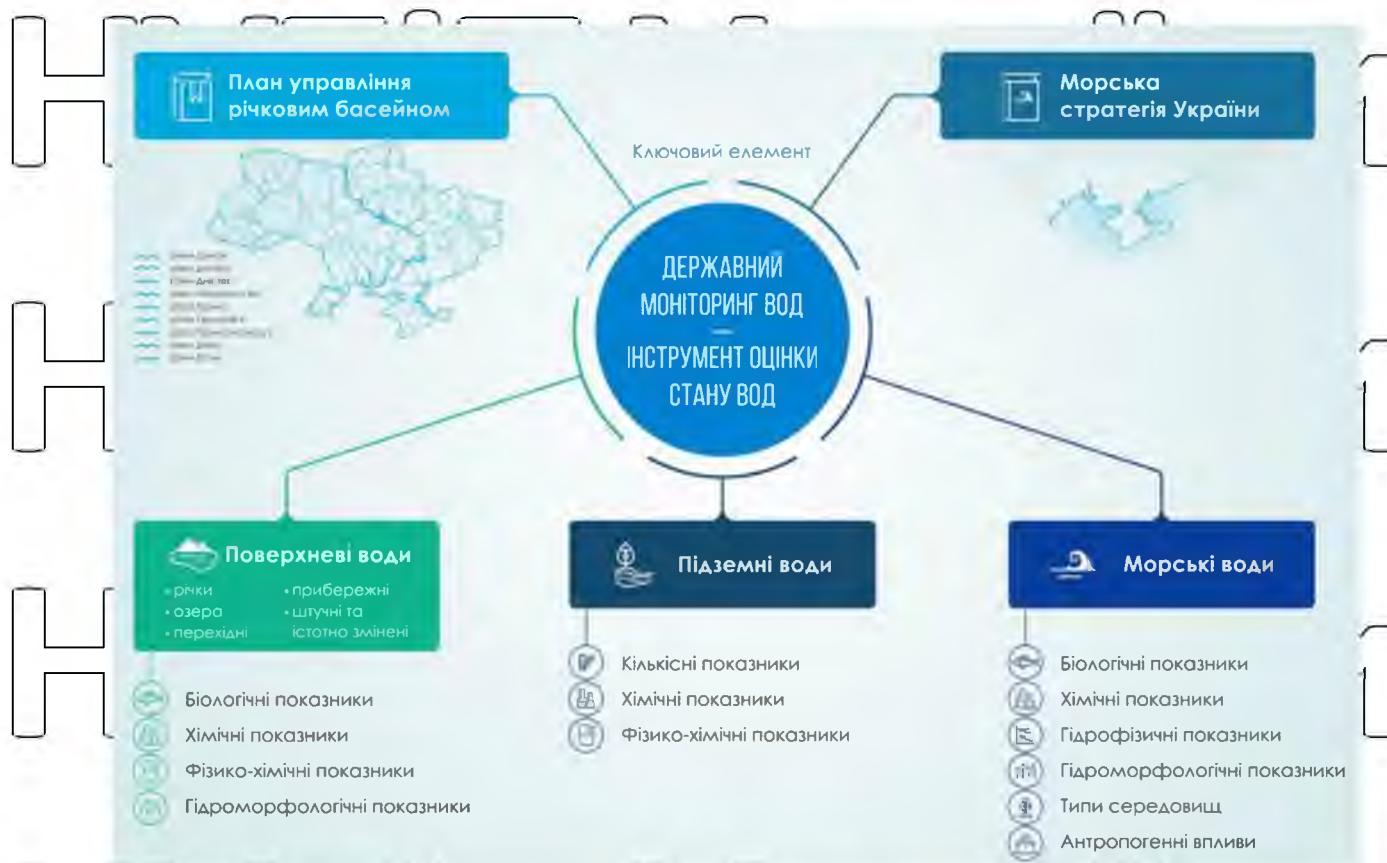 План управління
річковим басейном
Морська
стратегія України
Ключовий елемент
ДЕРЖАВНИЙ
МОНІТОРИНГ ВОД
—
ІНСТРУМЕНТ ОЦІНКИ
СТАНУ ВОД
Поверхневі води
• річки
• озера
• перехідні
• прибережні
• штучні та
істотно змінені
Біологічні показники
Хімічні показники
Фізико-хімічні показники
Гідроморфологічні показники
Підземні води
Кількісні показники
Хімічні показники
Фізико-хімічні показники
Морські води
Біологічні показники
Хімічні показники
Гідрофізичні показники
Гідроморфологічні показники
Типи середовищ
Антропогенні впливи